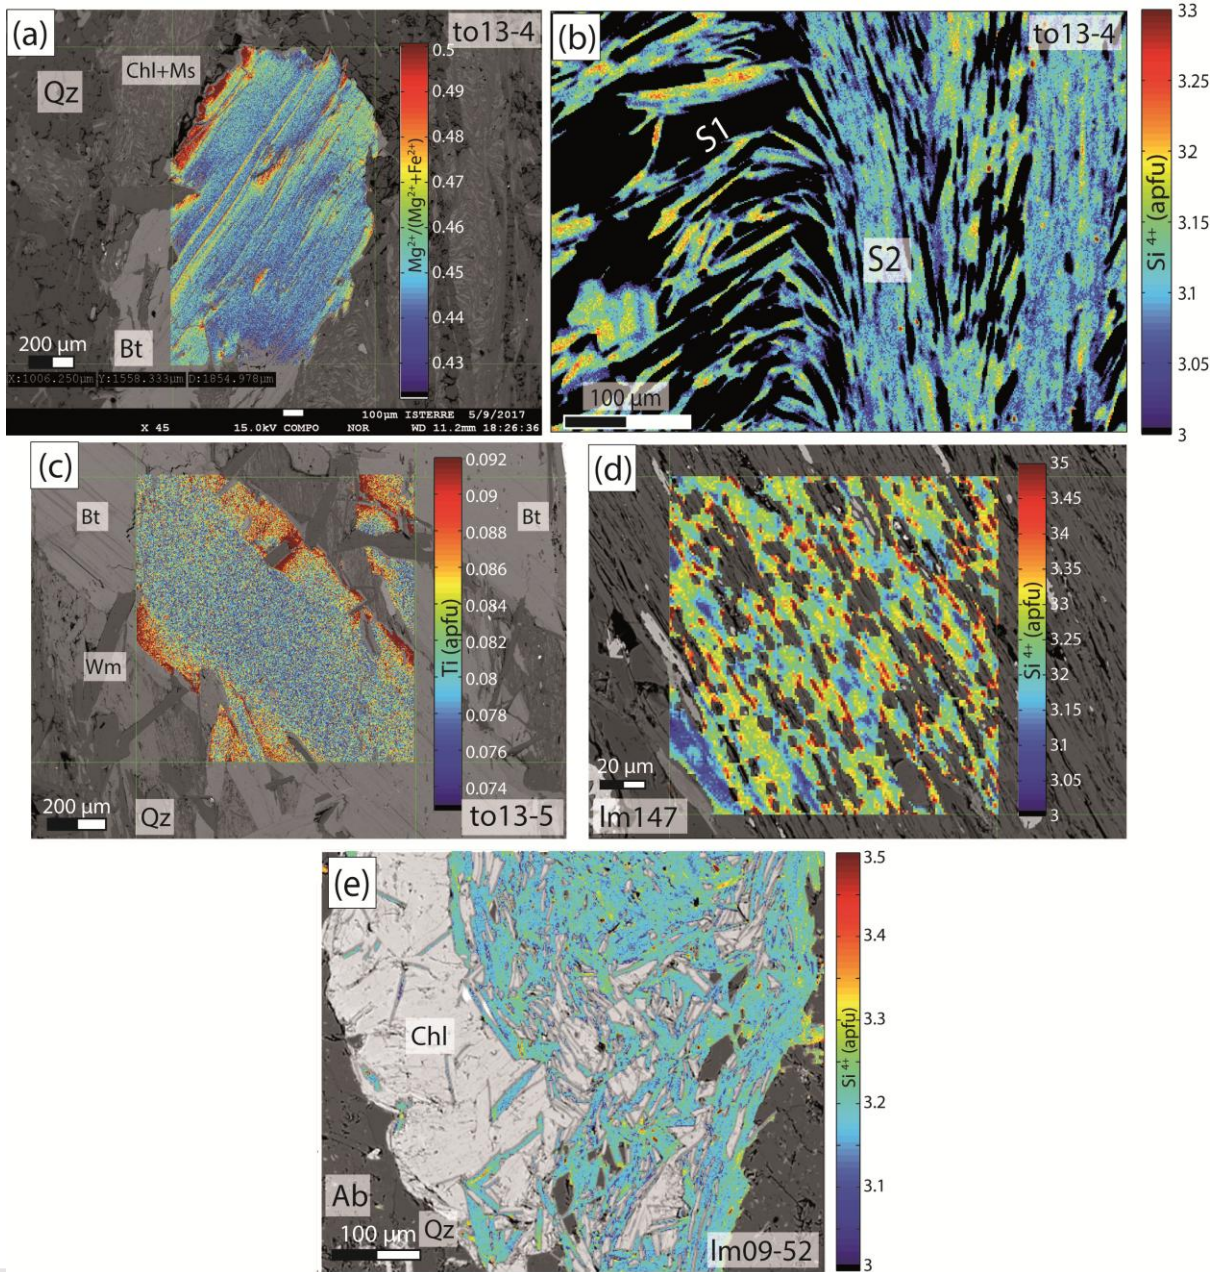 (a)
to13-4
Chl+Ms
Qz
Bt
200 µm
0.5
0.48
0.47
0.46
0.45
0.44
0.43
Mg²⁺/(Mg²⁺+Fe²⁺)
X:1006.250µm Y:1558.333µm D:1854.978µm
100µm ISTERRE 5/9/2017
X 45 15.0kV COMPO NOR WD 11.2mm 18:26:36
(b)
to13-4
S1
S2
100 µm
33
3.25
3.2
3.15
3.1
3.05
3
Si ⁴⁺ (apfu)
(c)
Bt
Bt
Wm
200 µm
Qz
to13-5
0.092
0.09
0.088
0.086
0.084
0.082
0.08
0.078
0.076
0.074
Ti (apfu)
(d)
20 µm
lm147
35
3.45
3.4
3.35
33
3.25
3.2
3.15
3.1
3.05
3
Si ⁴⁺ (apfu)
(e)
Chl
Ab
Qz
100 µm
lm09-52
3.5
3.4
3.3
3.2
3.1
3
Si ⁴⁺ (apfu)